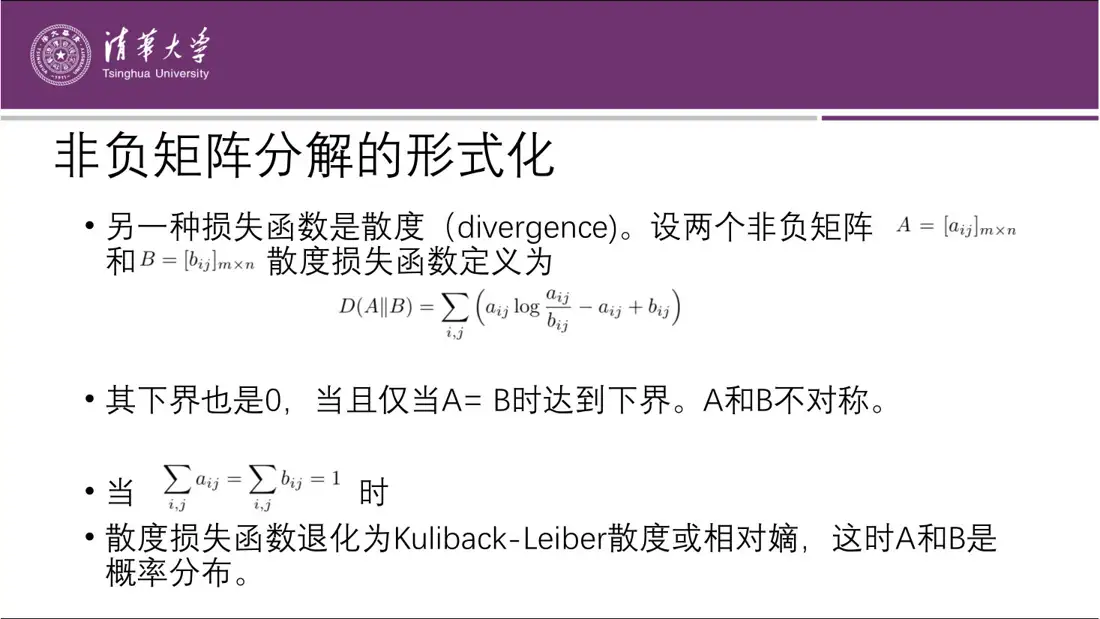 清华大学
Tsinghua University
非负矩阵分解的形式化
• 另一种损失函数是散度（divergence)。设两个非负矩阵 $A = [a_{ij}]_{m \times n}$
和 $B = [b_{ij}]_{m \times n}$ 散度损失函数定义为
$D(A \| B) = \sum_{i,j} \left( a_{ij} \log \frac{a_{ij}}{b_{ij}} - a_{ij} + b_{ij} \right)$
• 其下界也是0，当且仅当A= B时达到下界。A和B不对称。
• 当 $\sum_{i,j} a_{ij} = \sum_{i,j} b_{ij} = 1$ 时
• 散度损失函数退化为Kuliback-Leiber散度或相对嫡，这时A和B是
概率分布。